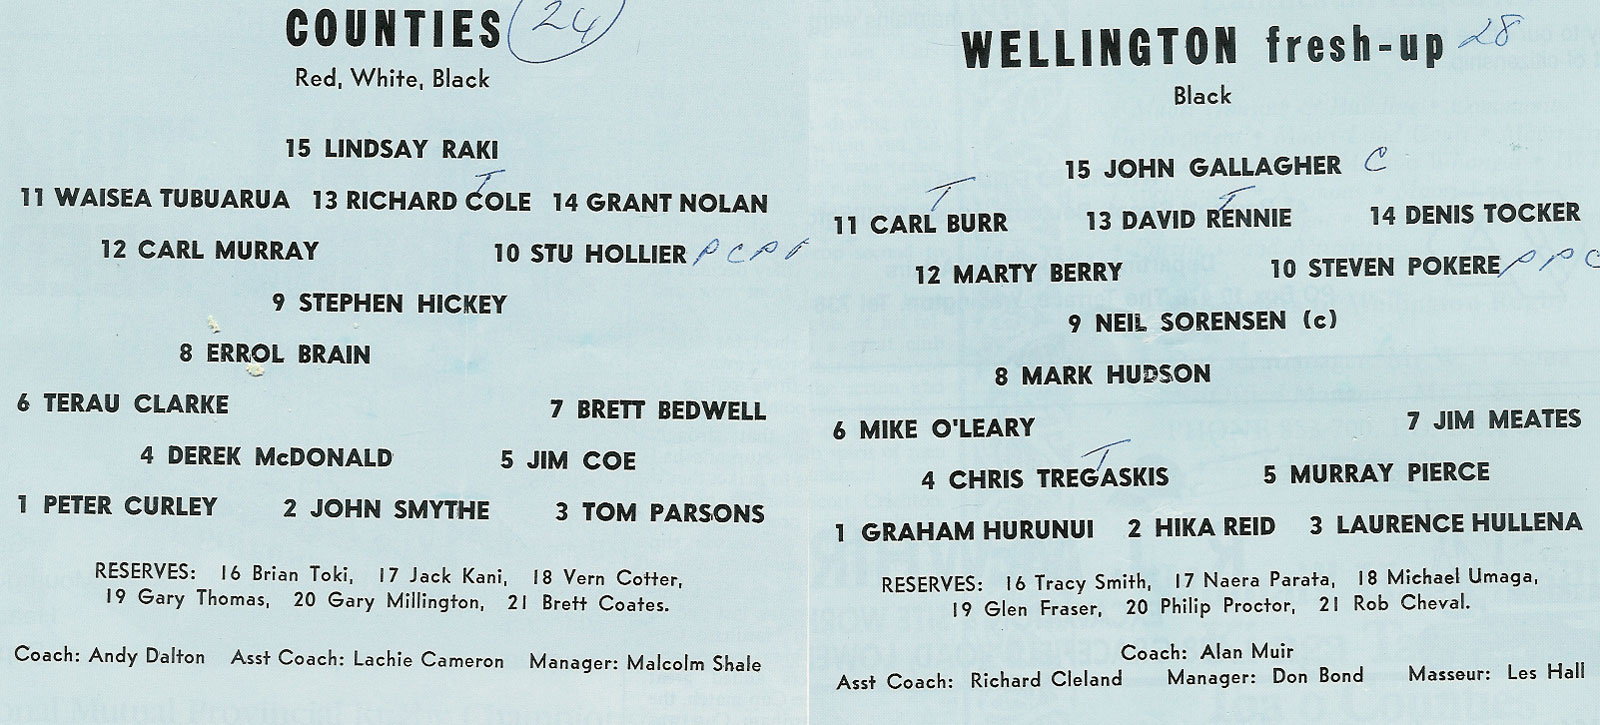 COUNTIES 24
Red, White, Black
15 LINDSAY RAKI
T
11 WAISEA TUBUARUA 13 RICHARD COLE 14 GRANT NOLAN
12 CARL MURRAY 10 STU HOLLIER P C P P
9 STEPHEN HICKEY
8 ERROL BRAIN
6 TERAU CLARKE 7 BRETT BEDWELL
4 DEREK McDONALD 5 JIM COE
1 PETER CURLEY 2 JOHN SMYTHE 3 TOM PARSONS
RESERVES: 16 Brian Toki, 17 Jack Kani, 18 Vern Cotter,
19 Gary Thomas, 20 Gary Millington, 21 Brett Coates.
Coach: Andy Dalton Asst Coach: Lachie Cameron Manager: Malcolm Shale
WELLINGTON fresh-up 28
Black
15 JOHN GALLAGHER C
T T
11 CARL BURR 13 DAVID RENNIE 14 DENIS TOCKER
12 MARTY BERRY 10 STEVEN POKERE P P C
9 NEIL SORENSEN (c)
8 MARK HUDSON
6 MIKE O'LEARY 7 JIM MEATES
T
4 CHRIS TREGASKIS 5 MURRAY PIERCE
1 GRAHAM HURUNUI 2 HIKA REID 3 LAURENCE HULLENA
RESERVES: 16 Tracy Smith, 17 Naera Parata, 18 Michael Umaga,
19 Glen Fraser, 20 Philip Proctor, 21 Rob Cheval.
Coach: Alan Muir
Asst Coach: Richard Cleland Manager: Don Bond Masseur: Les Hall